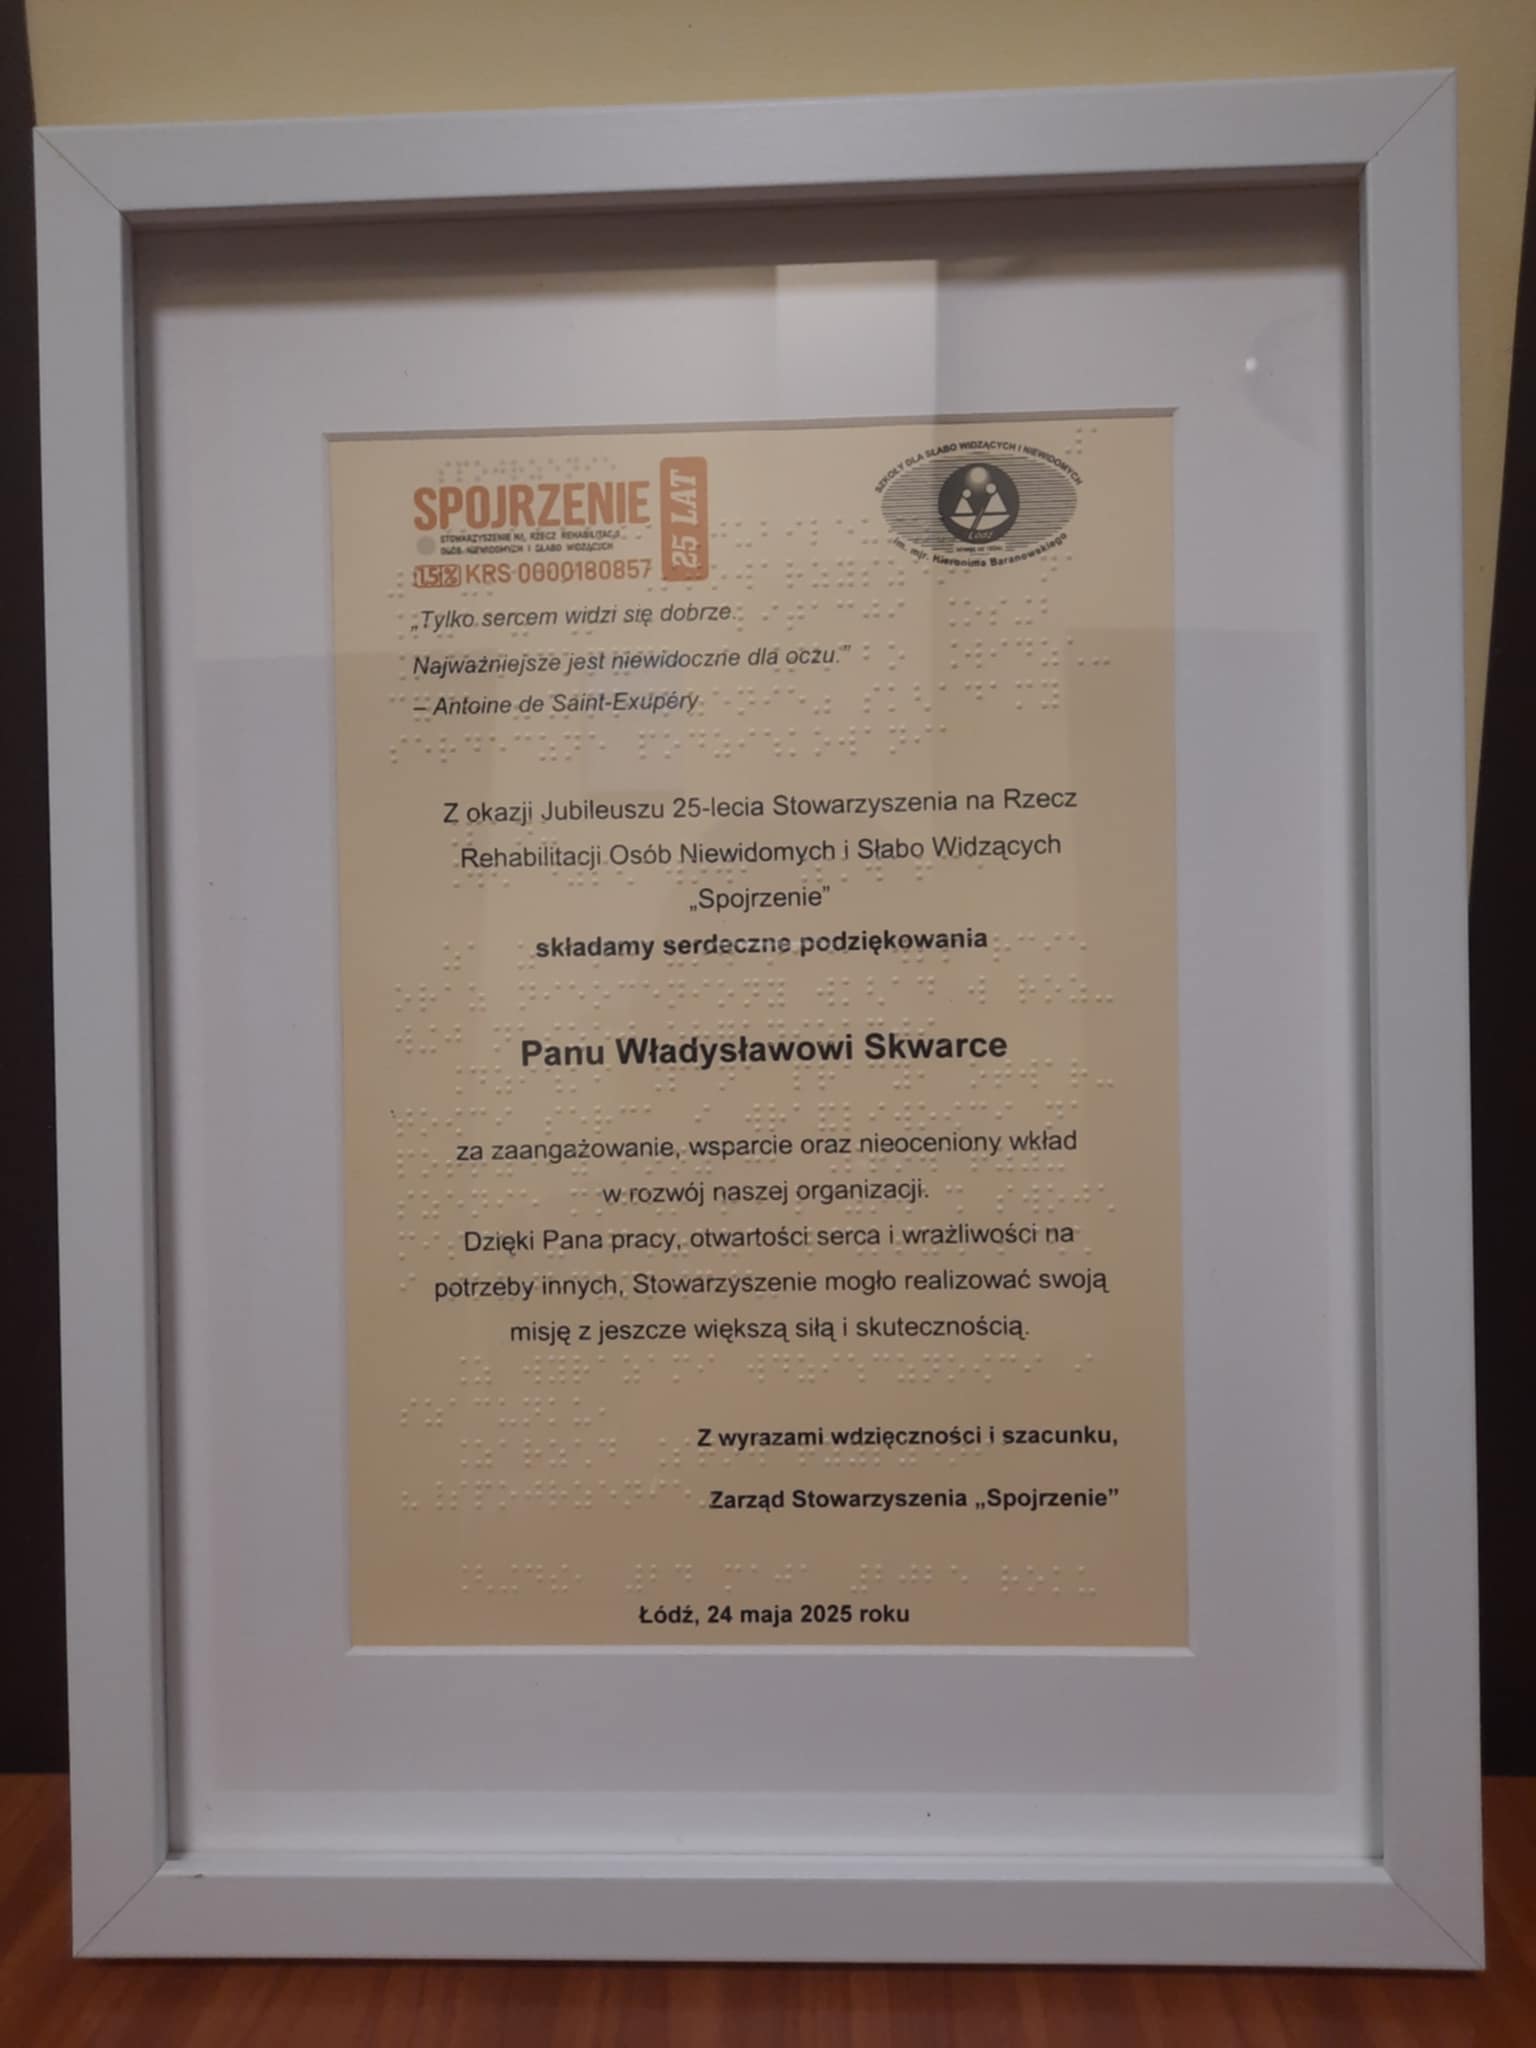 SPOJRZENIE
25 LAT
STOWARZYSZENIE NA RZECZ REHABILITACJI
OSÓB NIEWIDOMYCH I SŁABO WIDZĄCYCH
1,5% KRS 0000180857
SZKOŁY DLA SŁABO WIDZĄCYCH I NIEWIDOMYCH
Łódź
im. mjr. Hieronima Baranowskiego
„Tylko sercem widzi się dobrze.
Najważniejsze jest niewidoczne dla oczu.”
– Antoine de Saint-Exupéry
Z okazji Jubileuszu 25-lecia Stowarzyszenia na Rzecz
Rehabilitacji Osób Niewidomych i Słabo Widzących
„Spojrzenie”
składamy serdeczne podziękowania
Panu Władysławowi Skwarce
za zaangażowanie, wsparcie oraz nieoceniony wkład
w rozwój naszej organizacji.
Dzięki Pana pracy, otwartości serca i wrażliwości na
potrzeby innych, Stowarzyszenie mogło realizować swoją
misję z jeszcze większą siłą i skutecznością.
Z wyrazami wdzięczności i szacunku,
Zarząd Stowarzyszenia „Spojrzenie”
Łódź, 24 maja 2025 roku